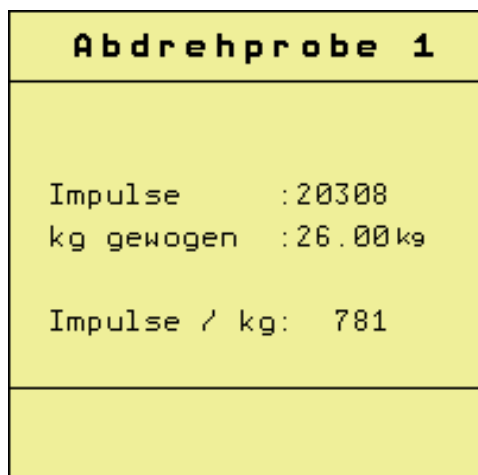 Abdrehprobe 1
Impulse :20308
kg gewogen :26.00kg
Impulse / kg: 781